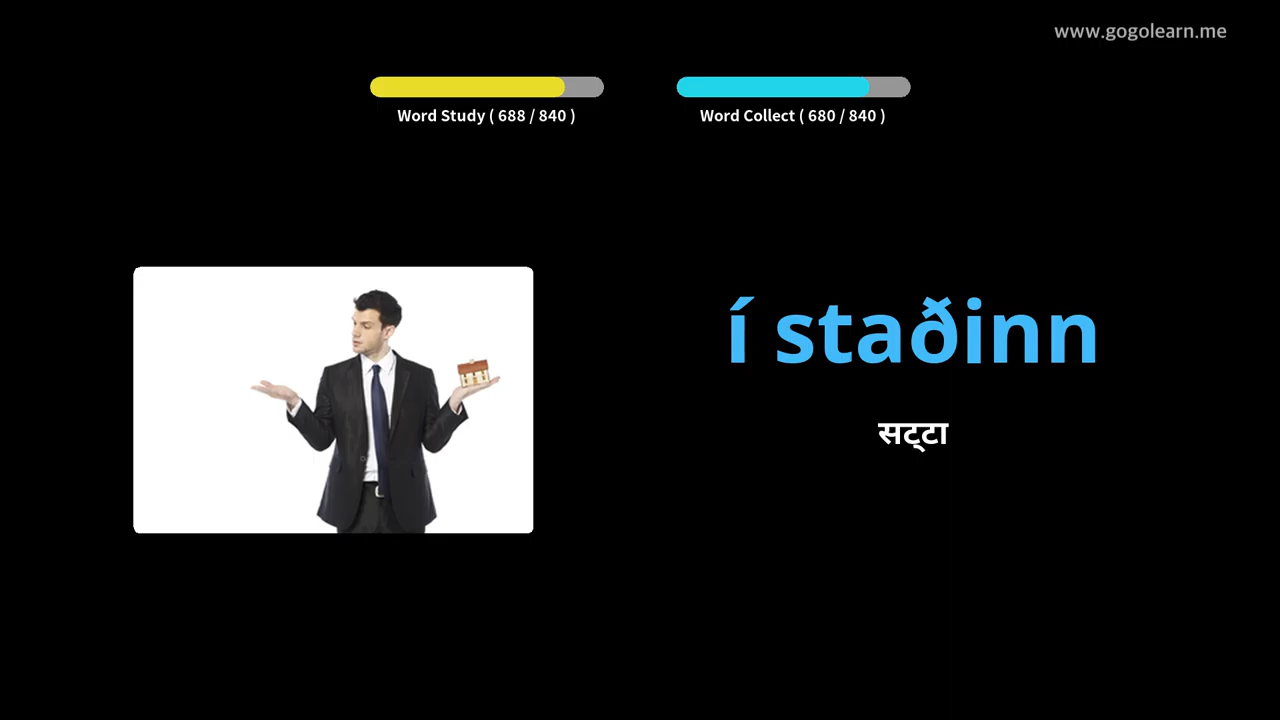 www.gogolearn.me
Word Study ( 688 / 840 )
Word Collect ( 680 / 840 )
í staðinn
सट्‌टा